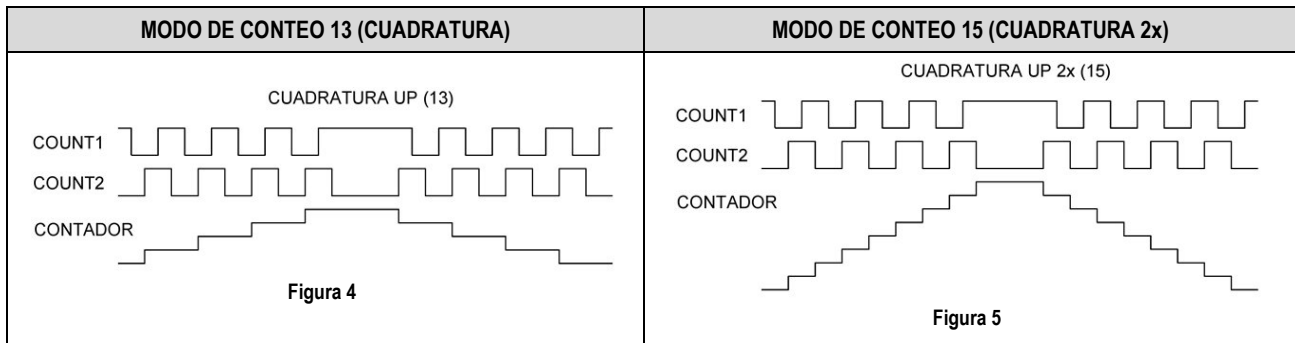 MODO DE CONTEO 13 (CUADRATURA)
MODO DE CONTEO 15 (CUADRATURA 2x)
CUADRATURA UP (13)
COUNT1
COUNT2
CONTADOR
Figura 4
CUADRATURA UP 2x (15)
COUNT1
COUNT2
CONTADOR
Figura 5